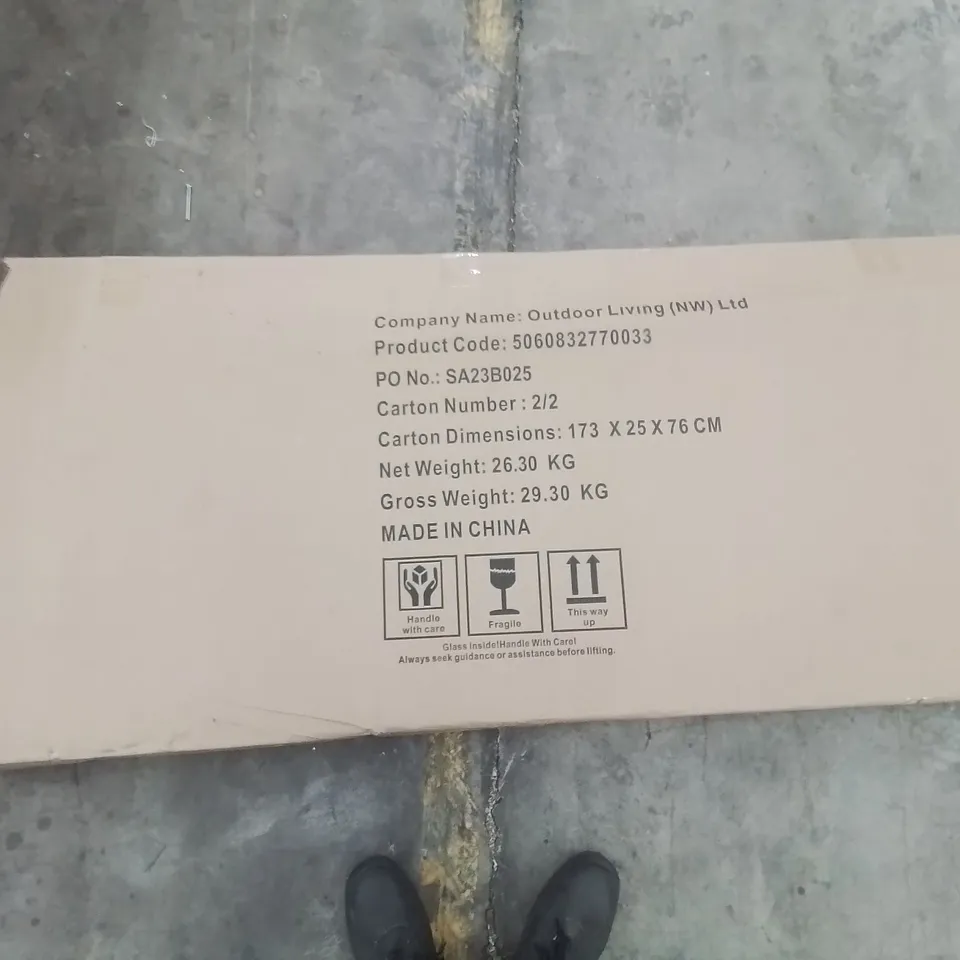 Company Name: Outdoor Living (NW) Ltd
Product Code: 5060832770033
PO No.: SA23B025
Carton Number : 2/2
Carton Dimensions: 173 X 25 X 76 CM
Net Weight: 26.30 KG
Gross Weight: 29.30 KG
MADE IN CHINA
Handle with care
Fragile
This way up
Glass inside!Handle With Care!
Always seek guidance or assistance before lifting.